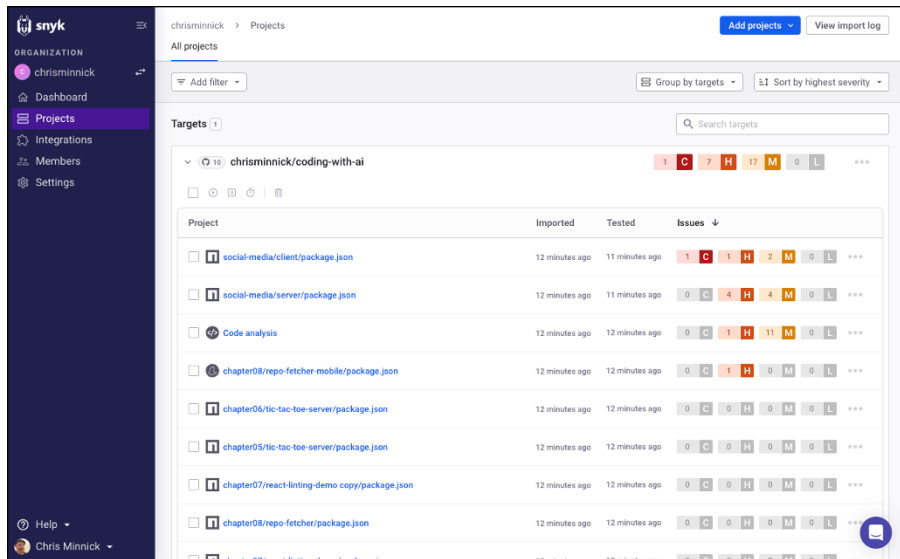 snyk
ORGANIZATION
C chrisminnick
Dashboard
Projects
Integrations
Members
Settings
Help
Chris Minnick
chrisminnick > Projects
Add projects
View import log
All projects
Add filter
Group by targets
Sort by highest severity
Targets 1
Search targets
10 chrisminnick/coding-with-ai 1 C 7 H 17 M 0 L
Project Imported Tested Issues
social-media/client/package.json 12 minutes ago 11 minutes ago 1 C 1 H 2 M 0 L
social-media/server/package.json 12 minutes ago 11 minutes ago 0 C 4 H 4 M 0 L
Code analysis 12 minutes ago 12 minutes ago 0 C 1 H 11 M 0 L
chapter08/repo-fetcher-mobile/package.json 12 minutes ago 12 minutes ago 0 C 1 H 0 M 0 L
chapter06/tic-tac-toe-server/package.json 12 minutes ago 12 minutes ago 0 C 0 H 0 M 0 L
chapter05/tic-tac-toe-server/package.json 12 minutes ago 12 minutes ago 0 C 0 H 0 M 0 L
chapter07/react-linting-demo copy/package.json 12 minutes ago 12 minutes ago 0 C 0 H 0 M 0 L
chapter08/repo-fetcher/package.json 12 minutes ago 12 minutes ago 0 C 0 H 0 M